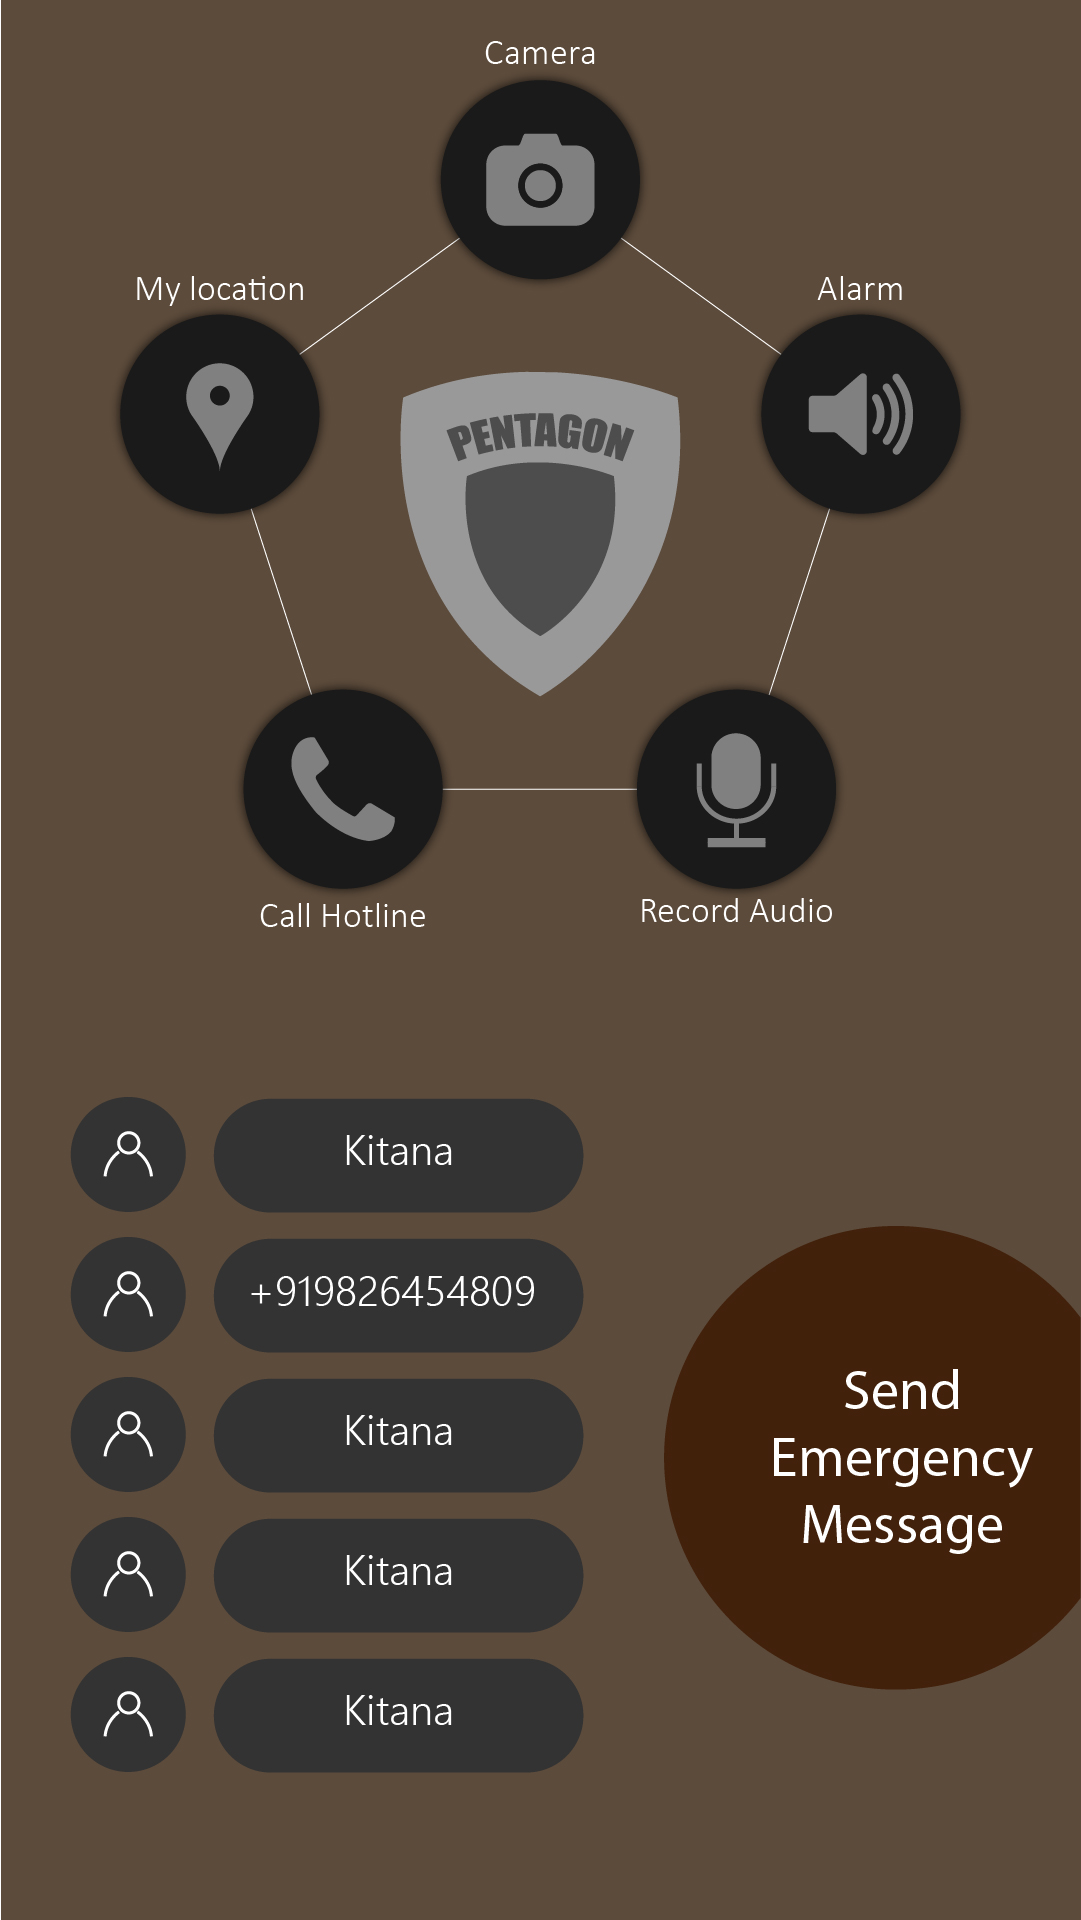 Camera
My location
Alarm
PENTAGON
Call Hotline
Record Audio
Kitana
+919826454809
Kitana
Kitana
Kitana
Send
Emergency
Message